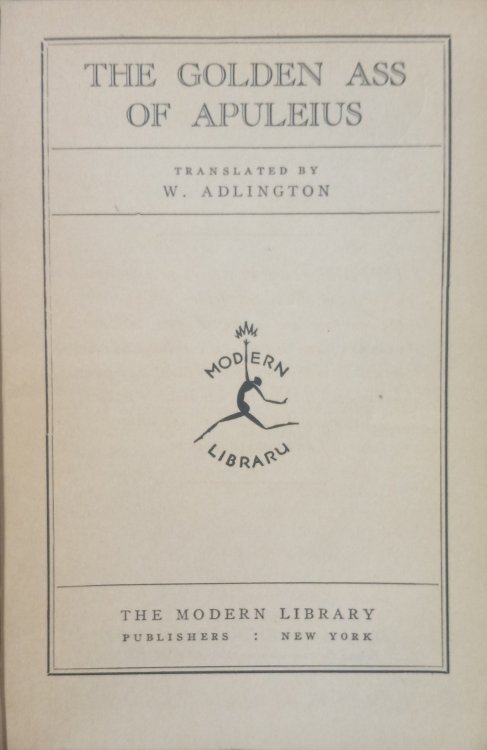 THE GOLDEN ASS
OF APULEIUS
TRANSLATED BY
W. ADLINGTON
MODERN
LIBRARY
THE MODERN LIBRARY
PUBLISHERS : NEW YORK